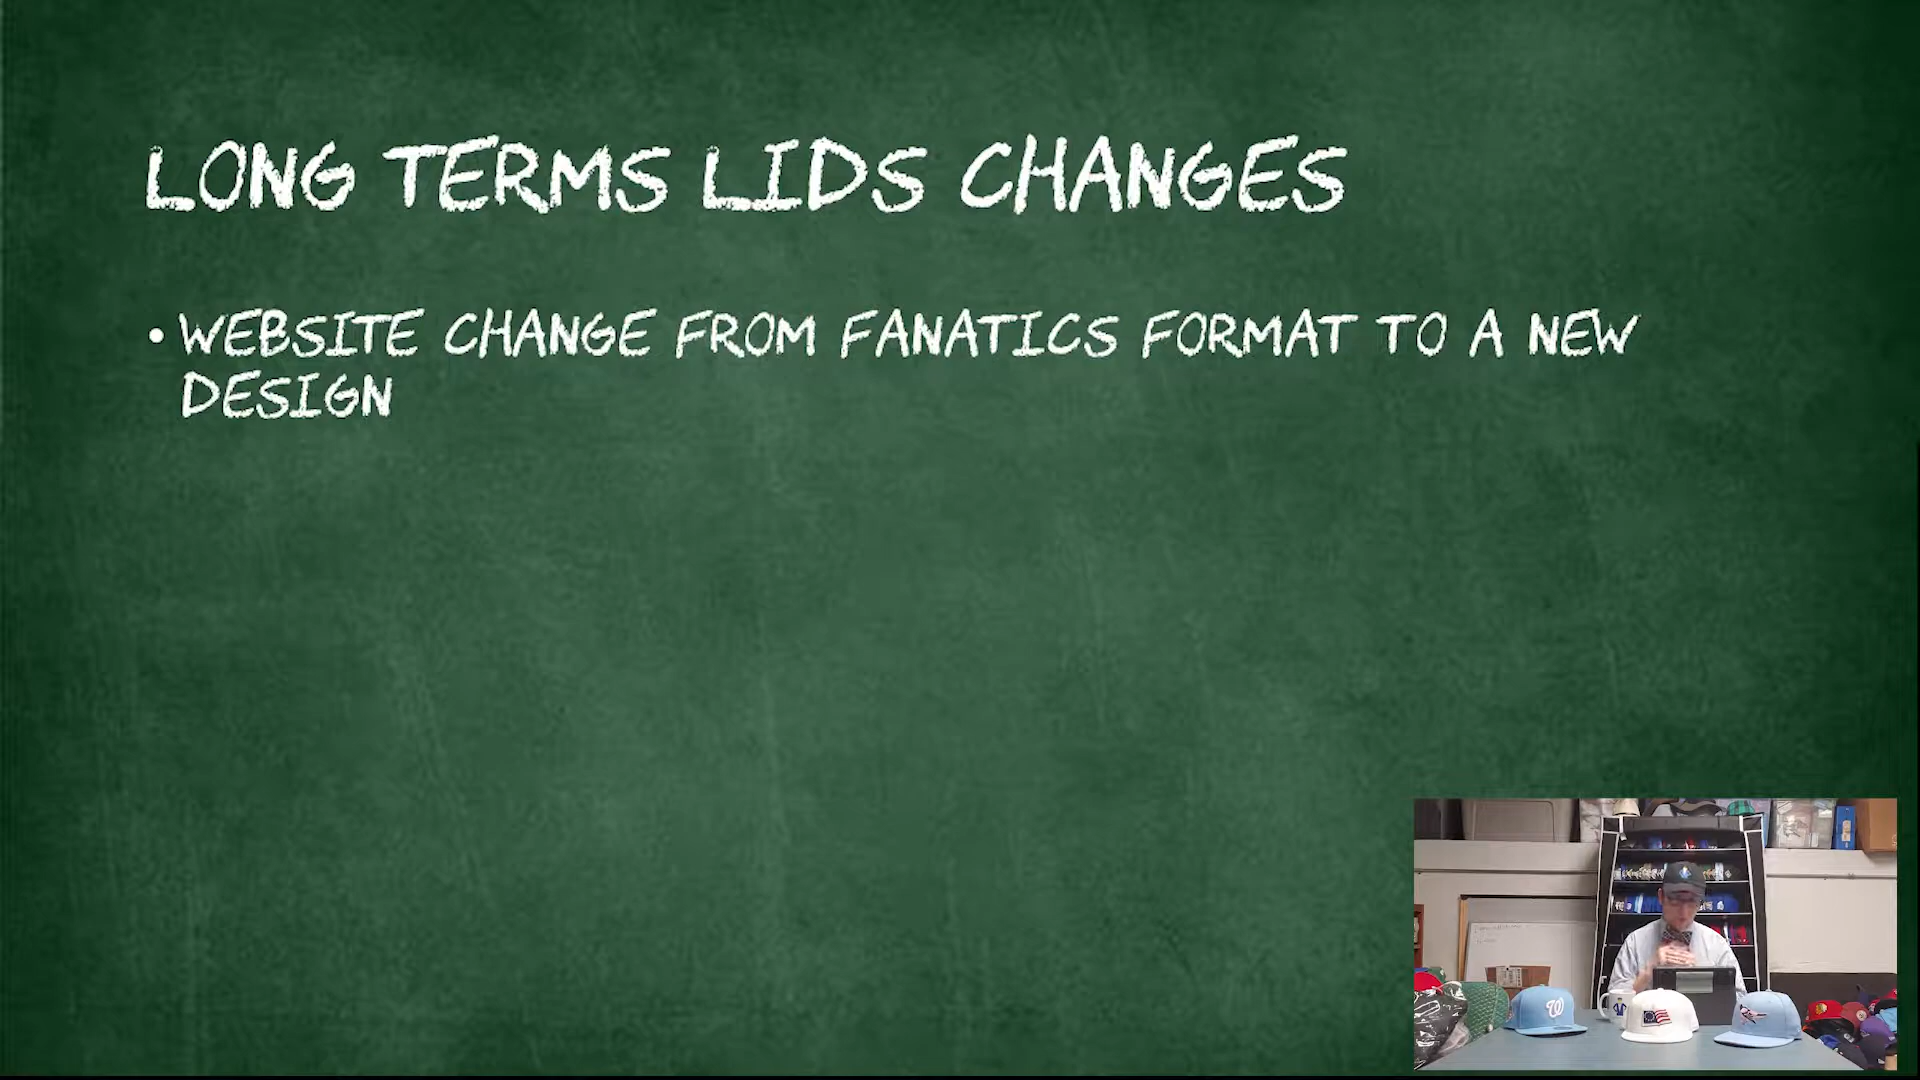 LONG TERMS LIDS CHANGES
• WEBSITE CHANGE FROM FANATICS FORMAT TO A NEW
DESIGN
W